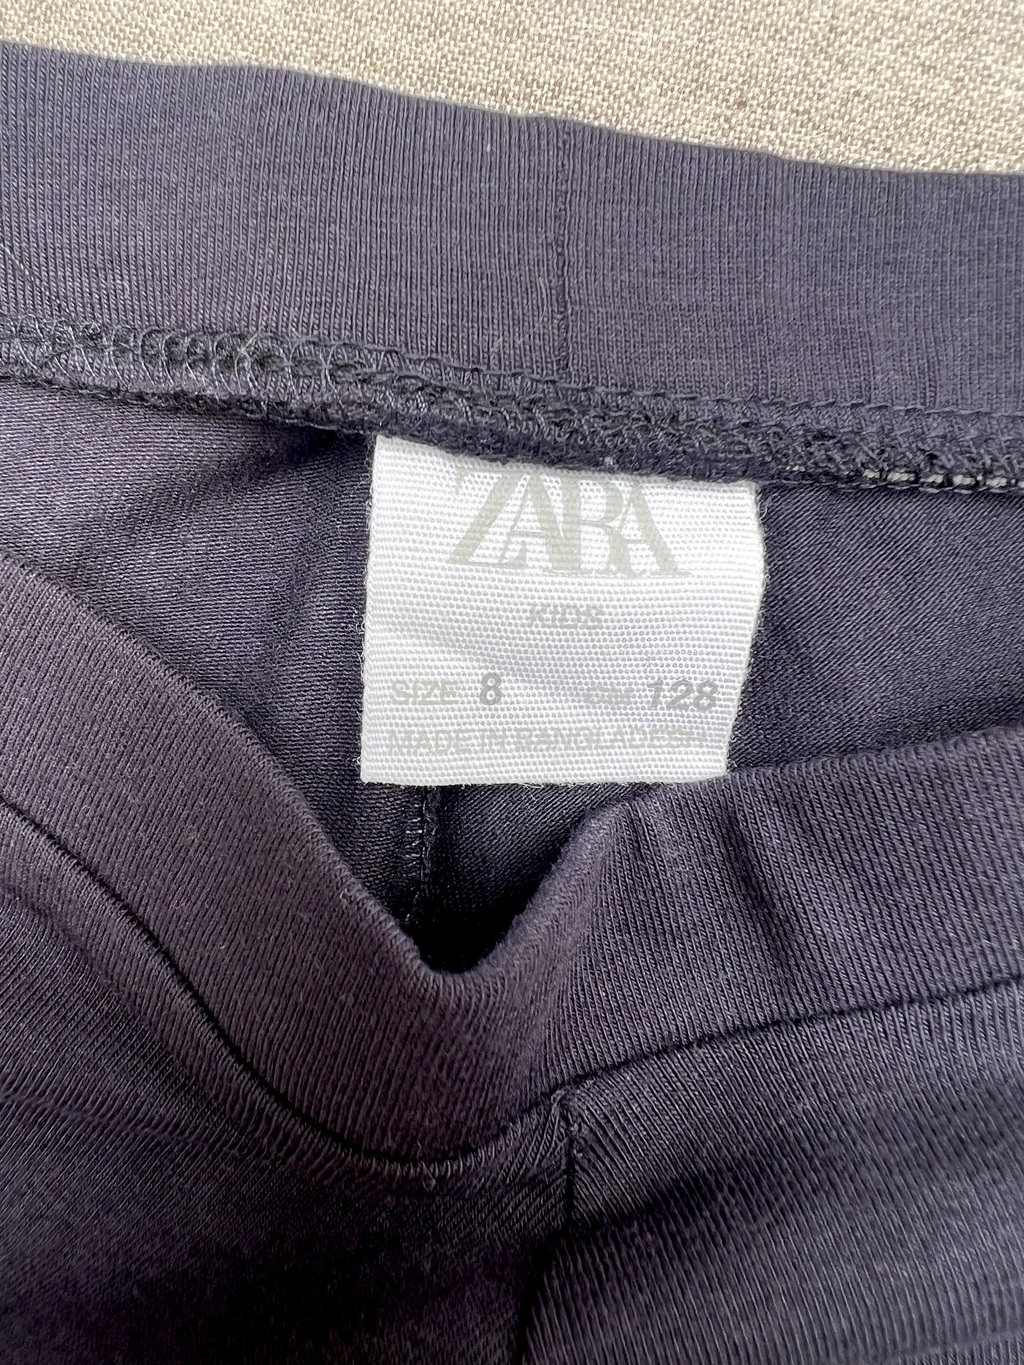 ZARA
KIDS
SIZE 8 CM 128
MADE IN BANGLADESH